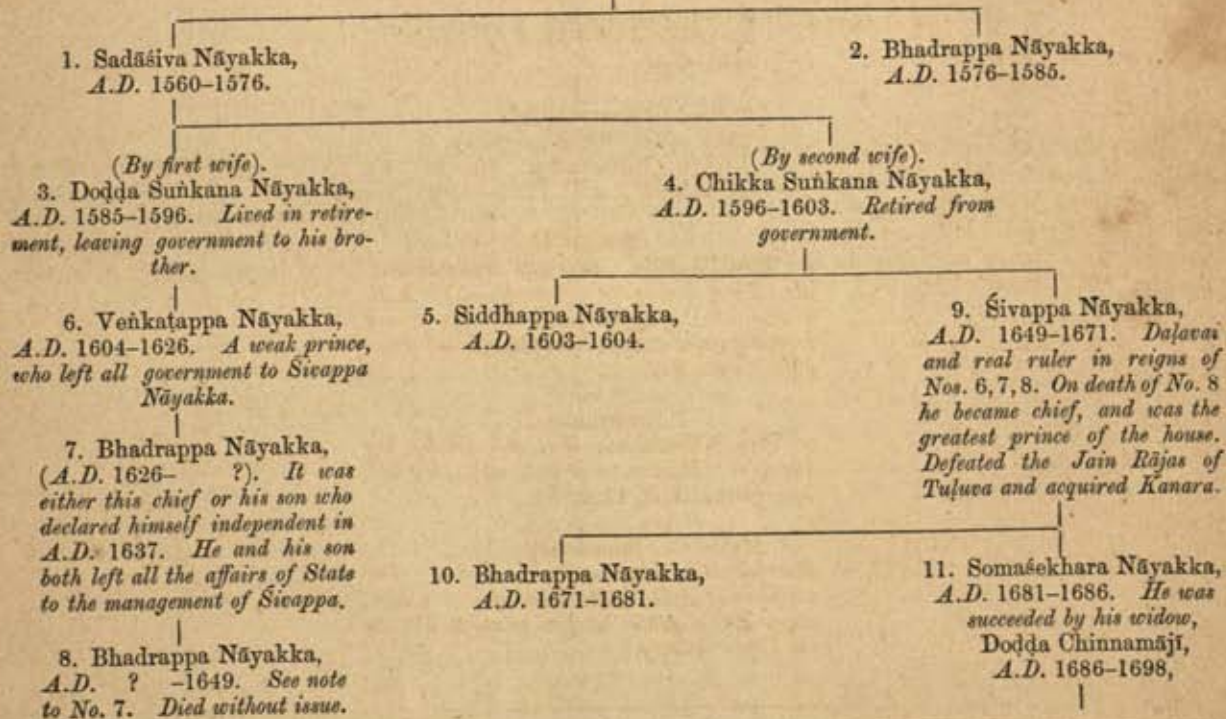 1. Sadāśiva Nāyakka,
A.D. 1560–1576.
2. Bhadrappa Nāyakka,
A.D. 1576–1585.
(By first wife).
3. Doḍḍa Suṅkana Nāyakka,
A.D. 1585–1596. Lived in retire-
ment, leaving government to his bro-
ther.
(By second wife).
4. Chikka Suṅkana Nāyakka,
A.D. 1596–1603. Retired from
government.
6. Veṅkaṭappa Nāyakka,
A.D. 1604–1626. A weak prince,
who left all government to Sivappa
Nāyakka.
5. Siddhappa Nāyakka,
A.D. 1603–1604.
9. Śivappa Nāyakka,
A.D. 1649–1671. Daḷavai
and real ruler in reigns of
Nos. 6, 7, 8. On death of No. 8
he became chief, and was the
greatest prince of the house.
Defeated the Jain Rājas of
Tuḷuva and acquired Kanara.
7. Bhadrappa Nāyakka,
(A.D. 1626– ?). It was
either this chief or his son who
declared himself independent in
A.D. 1637. He and his son
both left all the affairs of State
to the management of Sivappa.
10. Bhadrappa Nāyakka,
A.D. 1671–1681.
11. Somaśekhara Nāyakka,
A.D. 1681–1686. He was
succeeded by his widow,
Doḍḍa Chinnamājī,
A.D. 1686–1698,
8. Bhadrappa Nāyakka,
A.D. ? –1649. See note
to No. 7. Died without issue.